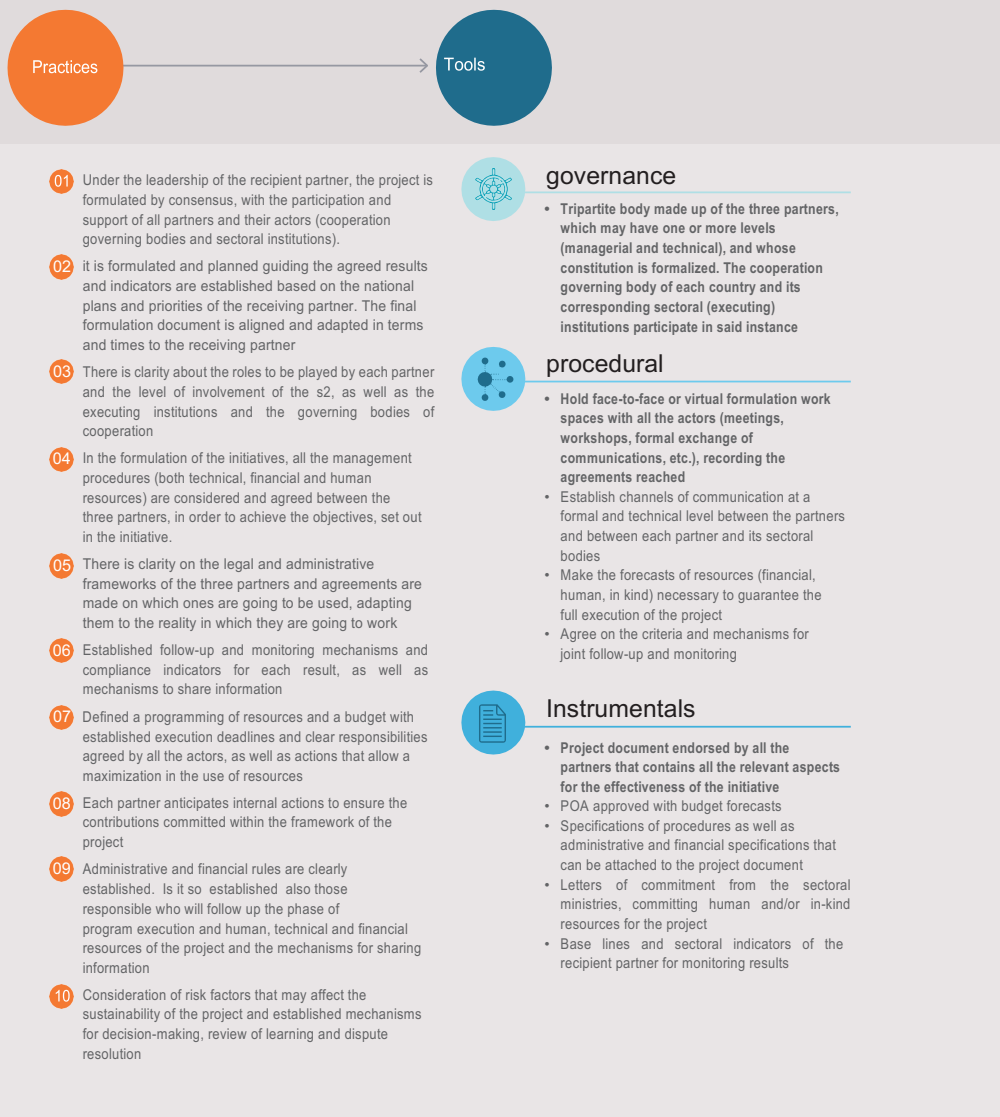 Practices
Tools
01 Under the leadership of the recipient partner, the project is
formulated by consensus, with the participation and
support of all partners and their actors (cooperation
governing bodies and sectoral institutions).
02 it is formulated and planned guiding the agreed results
and indicators are established based on the national
plans and priorities of the receiving partner. The final
formulation document is aligned and adapted in terms
and times to the receiving partner
03 There is clarity about the roles to be played by each partner
and the level of involvement of the s2, as well as the
executing institutions and the governing bodies of
cooperation
04 In the formulation of the initiatives, all the management
procedures (both technical, financial and human
resources) are considered and agreed between the
three partners, in order to achieve the objectives, set out
in the initiative.
05 There is clarity on the legal and administrative
frameworks of the three partners and agreements are
made on which ones are going to be used, adapting
them to the reality in which they are going to work
06 Established follow-up and monitoring mechanisms and
compliance indicators for each result, as well as
mechanisms to share information
07 Defined a programming of resources and a budget with
established execution deadlines and clear responsibilities
agreed by all the actors, as well as actions that allow a
maximization in the use of resources
08 Each partner anticipates internal actions to ensure the
contributions committed within the framework of the
project
09 Administrative and financial rules are clearly
established. Is it so established also those
responsible who will follow up the phase of
program execution and human, technical and financial
resources of the project and the mechanisms for sharing
information
10 Consideration of risk factors that may affect the
sustainability of the project and established mechanisms
for decision-making, review of learning and dispute
resolution
governance
• Tripartite body made up of the three partners,
which may have one or more levels
(managerial and technical), and whose
constitution is formalized. The cooperation
governing body of each country and its
corresponding sectoral (executing)
institutions participate in said instance
procedural
• Hold face-to-face or virtual formulation work
spaces with all the actors (meetings,
workshops, formal exchange of
communications, etc.), recording the
agreements reached
• Establish channels of communication at a
formal and technical level between the partners
and between each partner and its sectoral
bodies
• Make the forecasts of resources (financial,
human, in kind) necessary to guarantee the
full execution of the project
• Agree on the criteria and mechanisms for
joint follow-up and monitoring
Instrumentals
• Project document endorsed by all the
partners that contains all the relevant aspects
for the effectiveness of the initiative
• POA approved with budget forecasts
• Specifications of procedures as well as
administrative and financial specifications that
can be attached to the project document
• Letters of commitment from the sectoral
ministries, committing human and/or in-kind
resources for the project
• Base lines and sectoral indicators of the
recipient partner for monitoring results